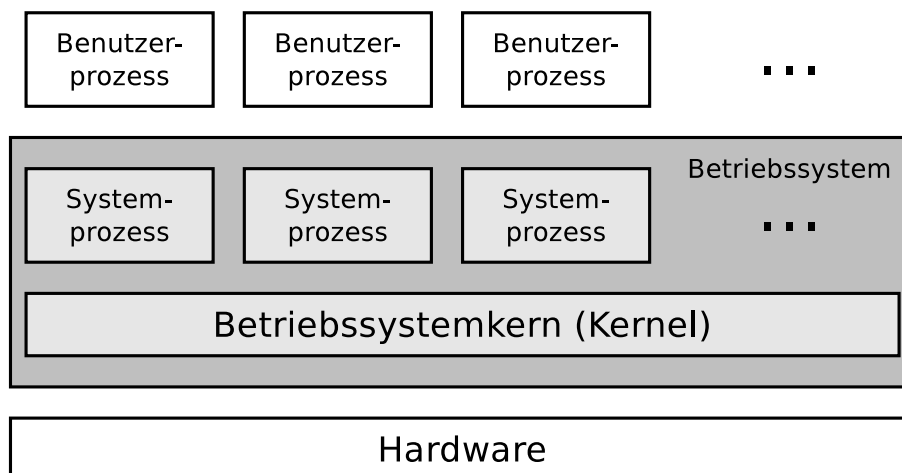 Benutzer-
prozess
Benutzer-
prozess
Benutzer-
prozess
...
Betriebssystem
System-
prozess
System-
prozess
System-
prozess
...
Betriebssystemkern (Kernel)
Hardware